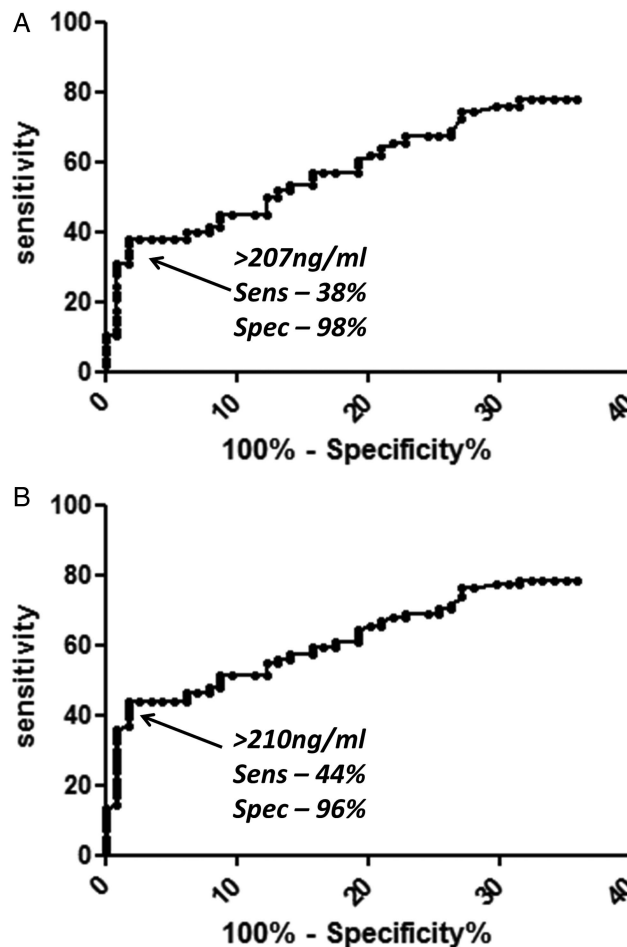 A
100
80
60
40
20
0
sensitivity
>207ng/ml
Sens – 38%
Spec – 98%
0
10
20
30
40
100% - Specificity%
B
100
80
60
40
20
0
sensitivity
>210ng/ml
Sens – 44%
Spec – 96%
0
10
20
30
40
100% - Specificity%